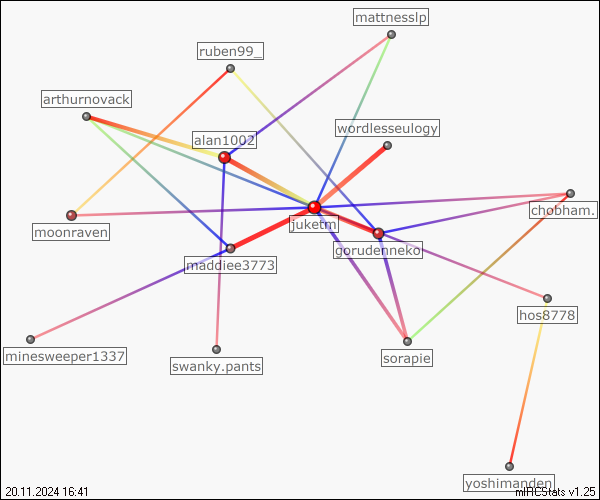 mattnesslp
ruben99_
arthurnovack
alan1002
wordlesseulogy
chobham.
juketm
moonraven
gorudenneko
maddiee3773
hos8778
minesweeper1337
swanky.pants
sorapie
yoshimanden
20.11.2024 16:41
mIRCStats v1.25